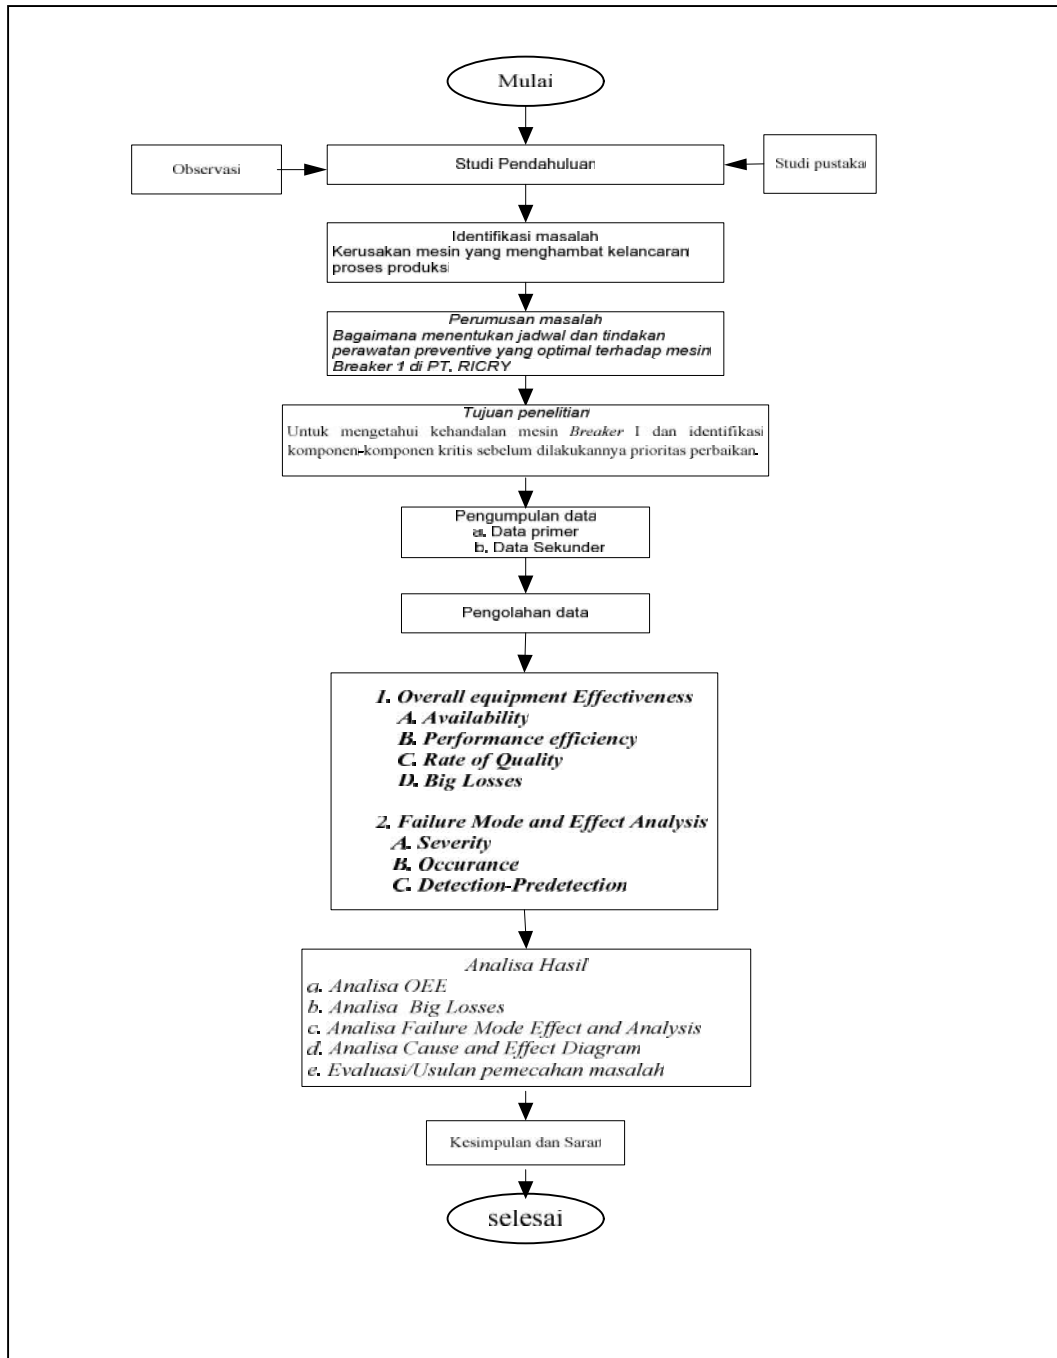 Mulai
Observasi
Studi Pendahuluan
Studi pustaka
Identifikasi masalah
Kerusakan mesin yang menghambat kelancaran
proses produksi
Perumusan masalah
Bagaimana menentukan jadwal dan tindakan
perawatan preventive yang optimal terhadap mesin
Breaker 1 di PT. RICRY
Tujuan penelitian
Untuk mengetahui kehandalan mesin Breaker I dan identifikasi
komponen-komponen kritis sebelum dilakukannya prioritas perbaikan.
Pengumpulan data
a. Data primer
b. Data Sekunder
Pengolahan data
1. Overall equipment Effectiveness
A. Availability
B. Performance efficiency
C. Rate of Quality
D. Big Losses
2. Failure Mode and Effect Analysis
A. Severity
B. Occurance
C. Detection-Predetection
Analisa Hasil
a. Analisa OEE
b. Analisa Big Losses
c. Analisa Failure Mode Effect and Analysis
d. Analisa Cause and Effect Diagram
e. Evaluasi/Usulan pemecahan masalah
Kesimpulan dan Saran
selesai